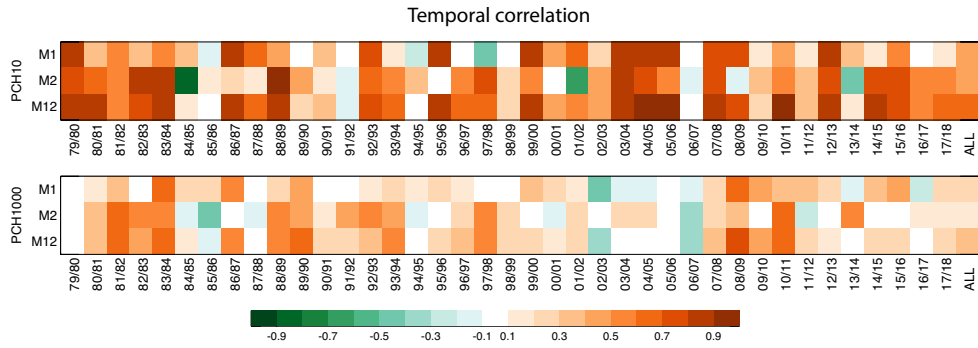 Temporal correlation
PCH10
M1
M2
M12
79/80 80/81 81/82 82/83 83/84 84/85 85/86 86/87 87/88 88/89 89/90 90/91 91/92 92/93 93/94 94/95 95/96 96/97 97/98 98/99 99/00 00/01 01/02 02/03 03/04 04/05 05/06 06/07 07/08 08/09 09/10 10/11 11/12 12/13 13/14 14/15 15/16 16/17 17/18 ALL
PCH1000
M1
M2
M12
79/80 80/81 81/82 82/83 83/84 84/85 85/86 86/87 87/88 88/89 89/90 91/92 92/93 93/94 94/95 95/96 96/97 97/98 98/99 99/00 00/01 01/02 02/03 03/04 04/05 05/06 06/07 07/08 08/09 09/10 10/11 11/12 12/13 13/14 14/15 15/16 16/17 17/18 ALL
-0.9 -0.7 -0.5 -0.3 -0.1 0.1 0.3 0.5 0.7 0.9